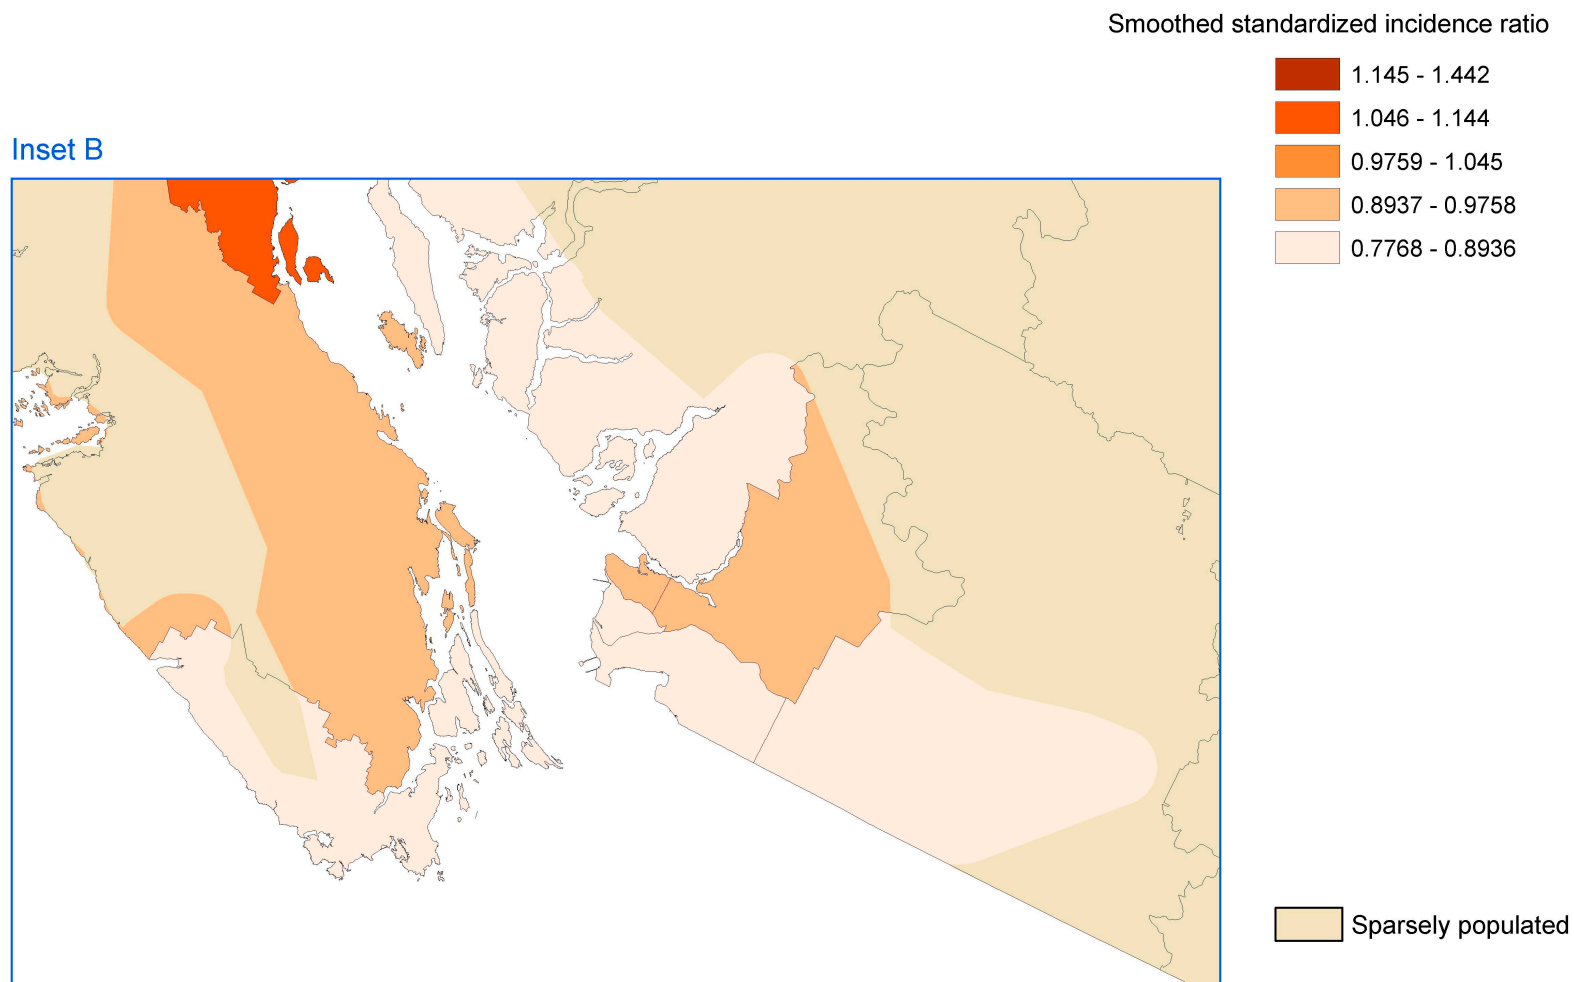 Smoothed standardized incidence ratio
1.145 - 1.442
1.046 - 1.144
0.9759 - 1.045
0.8937 - 0.9758
0.7768 - 0.8936
Inset B
Sparsely populated